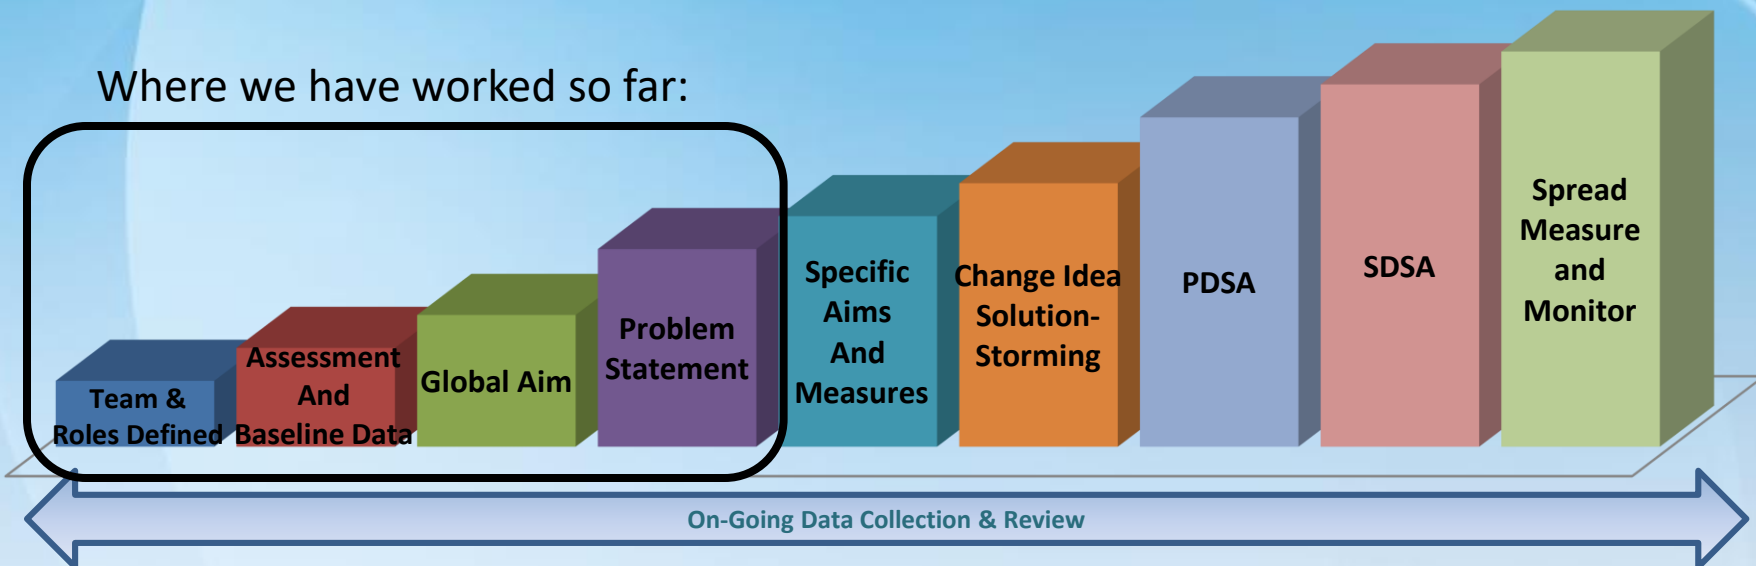 Where we have worked so far:
Team &
Roles Defined
Assessment
And
Baseline Data
Global Aim
Problem
Statement
Specific
Aims
And
Measures
Change Idea
Solution-
Storming
PDSA
SDSA
Spread
Measure
and
Monitor
On-Going Data Collection & Review